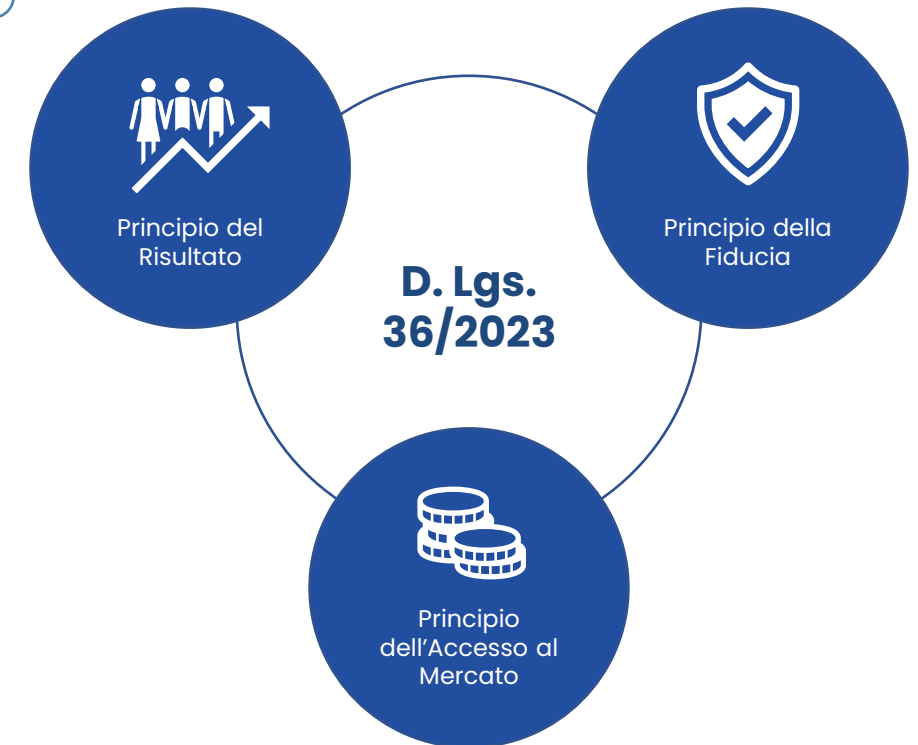 Principio del
Risultato
Principio della
Fiducia
D. Lgs.
36/2023
Principio
dell’Accesso al
Mercato